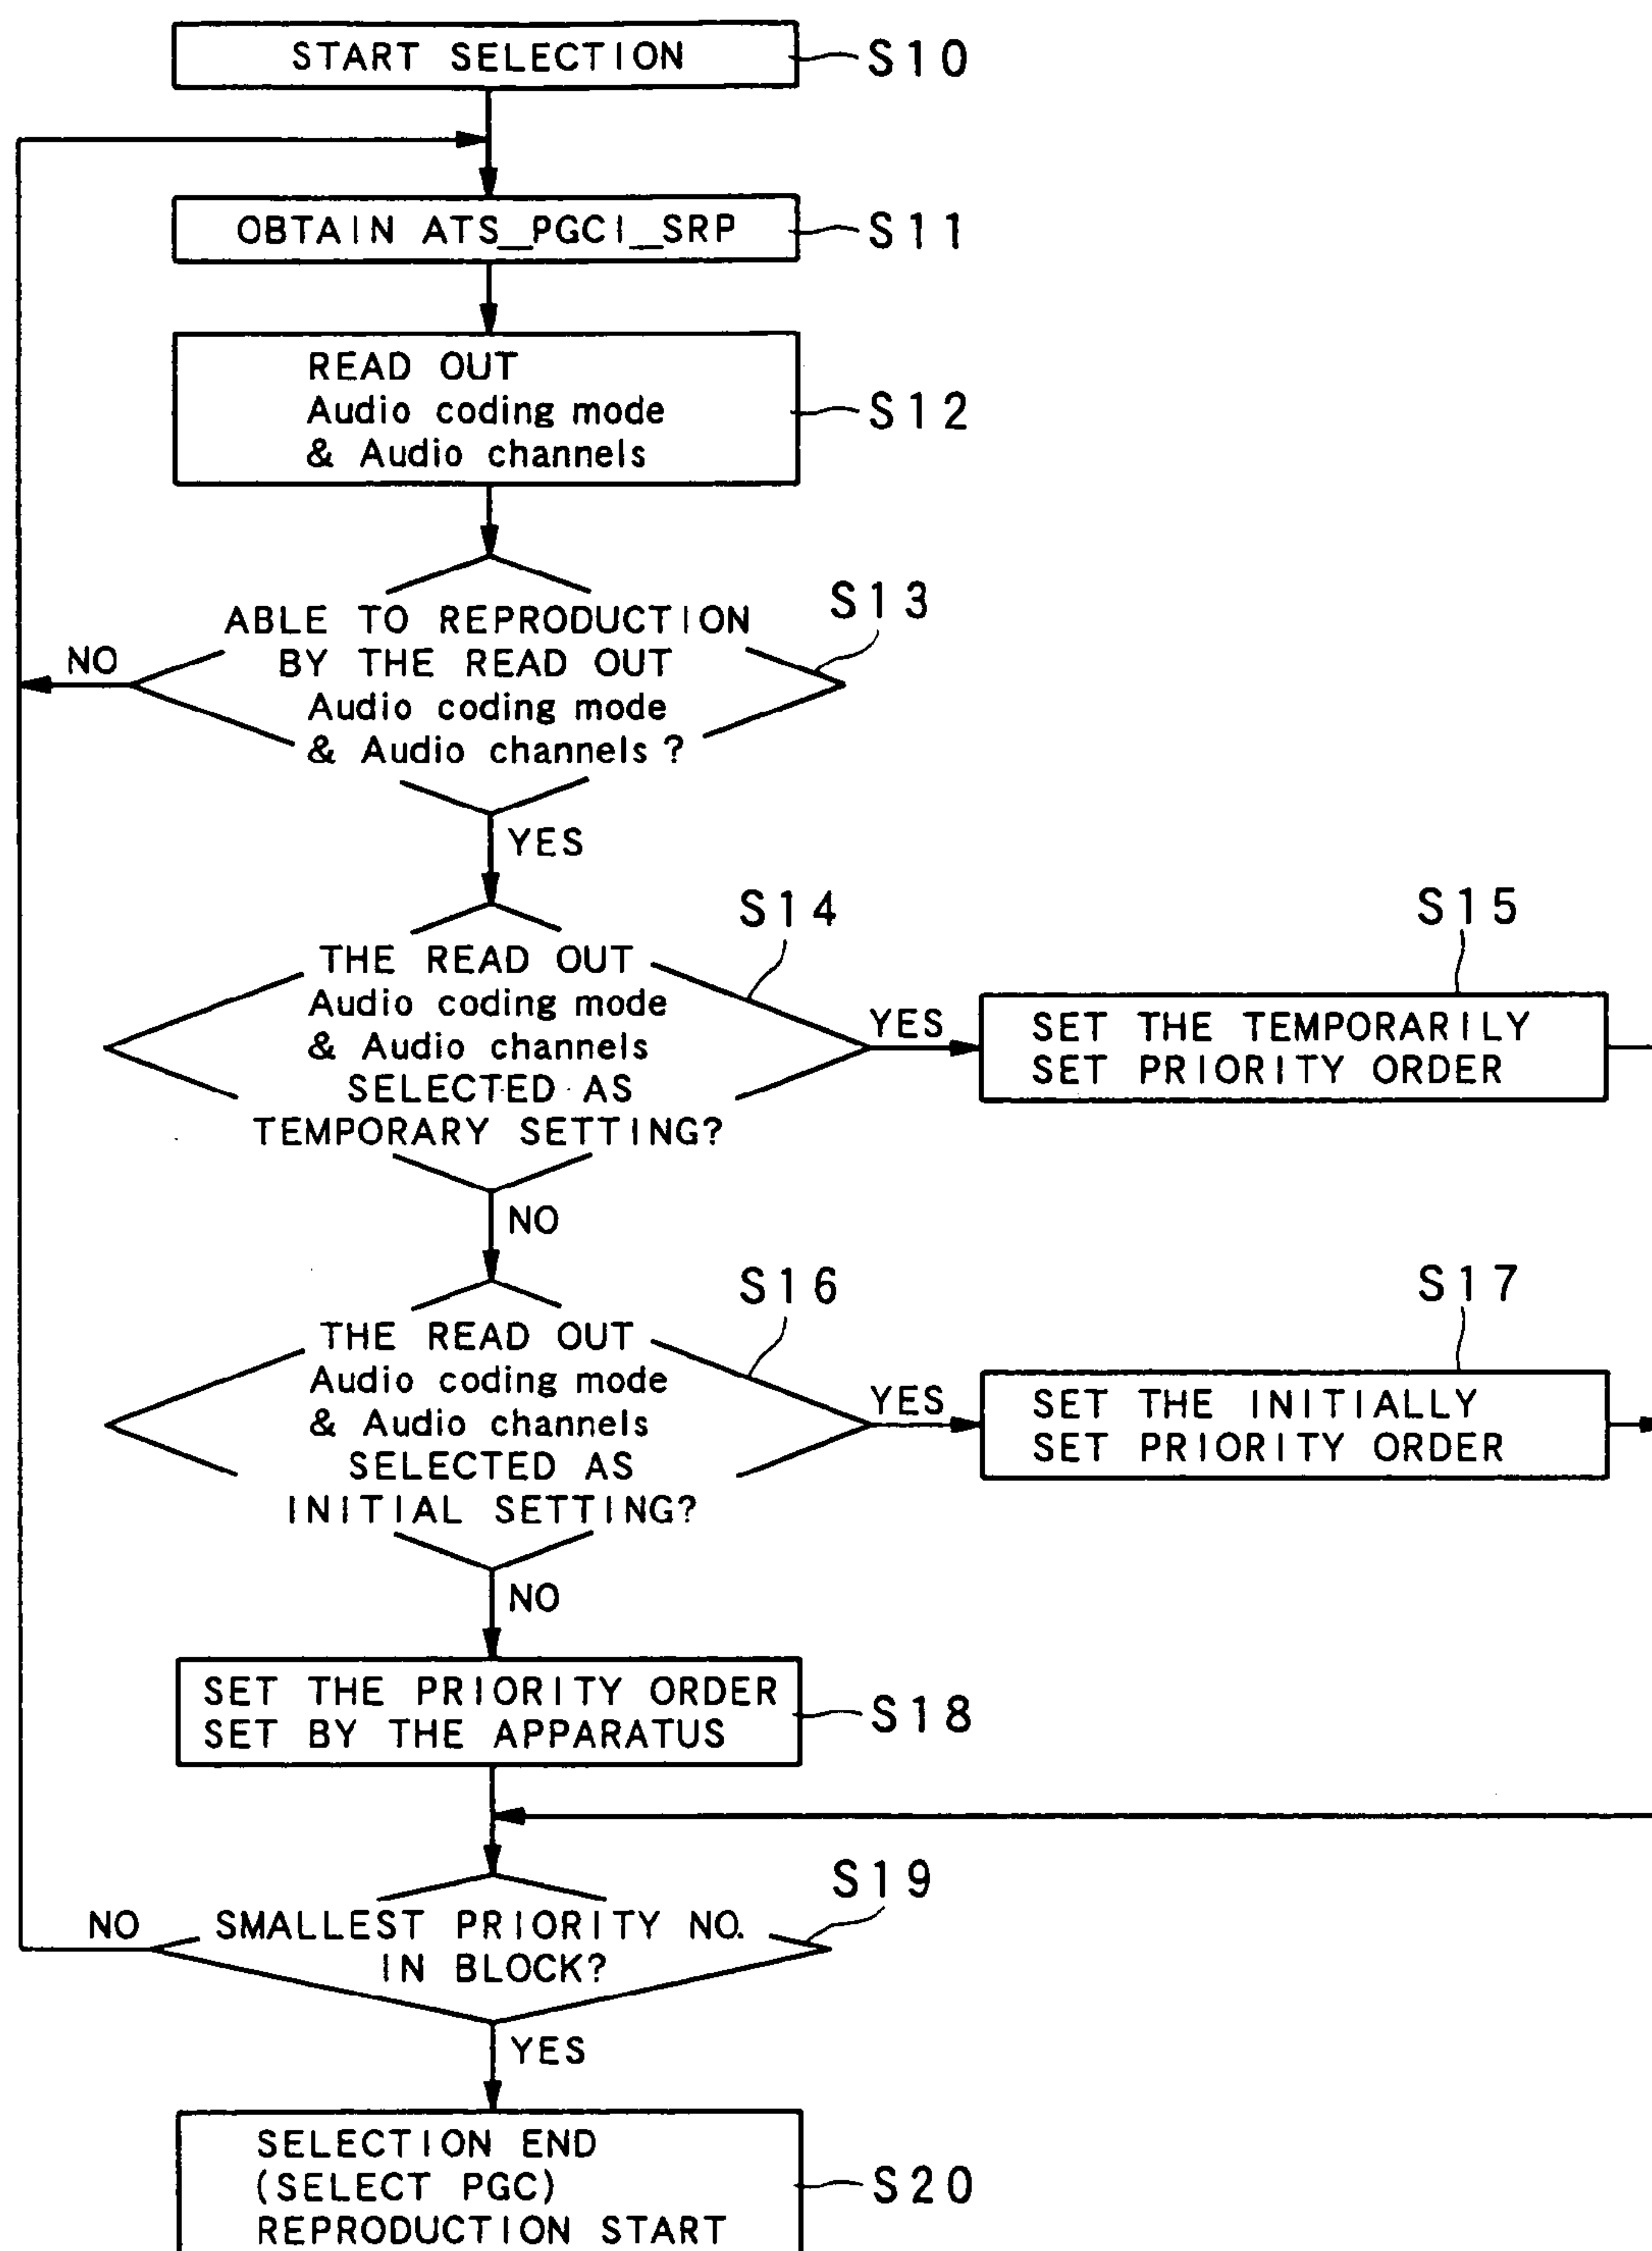 START SELECTION
S10
OBTAIN ATS_PGCI_SRP
S11
READ OUT
Audio coding mode
& Audio channels
S12
S13
ABLE TO REPRODUCTION
BY THE READ OUT
Audio coding mode
& Audio channels ?
NO
YES
S14
THE READ OUT
Audio coding mode
& Audio channels
SELECTED AS
TEMPORARY SETTING?
YES
S15
SET THE TEMPORARILY
SET PRIORITY ORDER
NO
S16
THE READ OUT
Audio coding mode
& Audio channels
SELECTED AS
INITIAL SETTING?
YES
S17
SET THE INITIALLY
SET PRIORITY ORDER
NO
SET THE PRIORITY ORDER
SET BY THE APPARATUS
S18
S19
NO
SMALLEST PRIORITY NO.
IN BLOCK?
YES
SELECTION END
(SELECT PGC)
REPRODUCTION START
S20